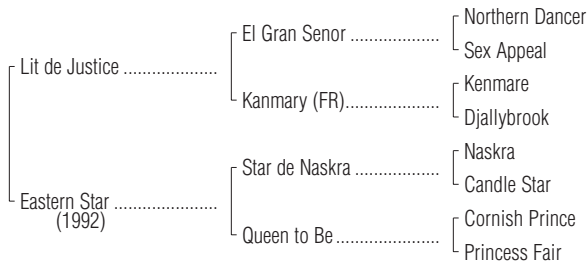 Northern Dancer
El Gran Senor ....................
Sex Appeal
Lit de Justice .....................
Kenmare
Kanmary (FR).....................
Djallybrook
Naskra
Star de Naskra ...................
Candle Star
Eastern Star .......................
(1992)
Cornish Prince
Queen to Be.......................
Princess Fair